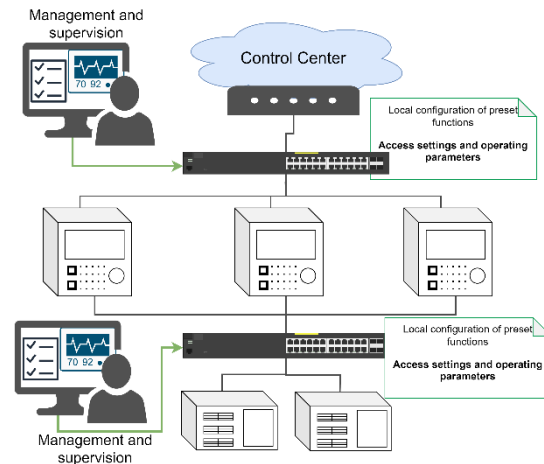 Management and
supervision
70 92
Control Center
Local configuration of preset
functions
Access settings and operating
parameters
70 92
Management and
supervision
Local configuration of preset
functions
Access settings and operating
parameters